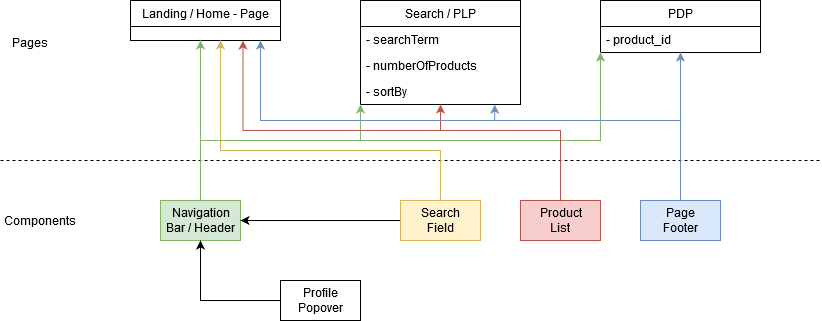 Landing / Home - Page
Search / PLP
PDP
Pages
- searchTerm
- product_id
- numberOfProducts
- sortBy
Components
Navigation
Bar / Header
Search
Field
Product
List
Page
Footer
Profile
Popover